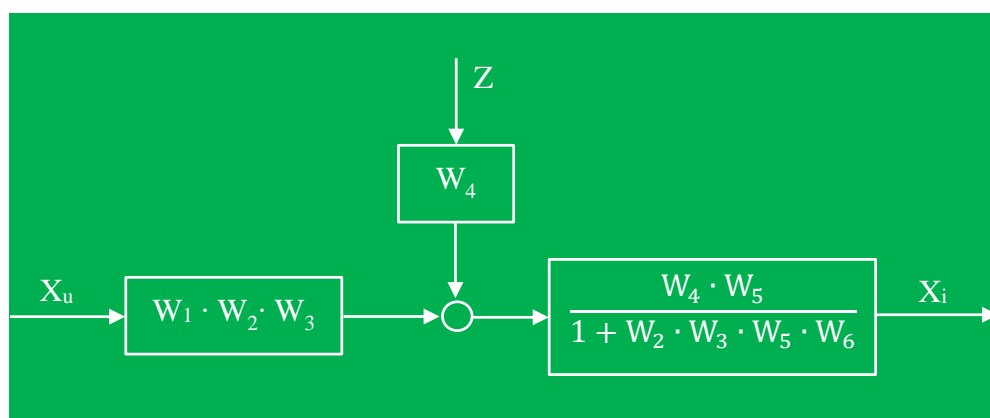 Z
W₄
Xᵤ
W₁ · W₂· W₃
W₄ · W₅
1 + W₂ · W₃ · W₅ · W₆
Xᵢ